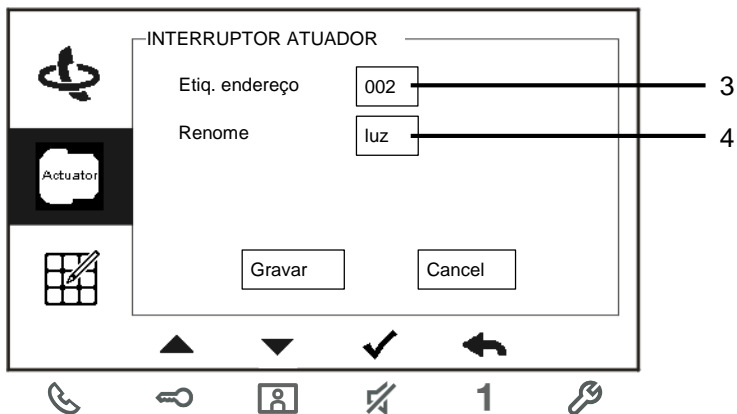 INTERRUPTOR ATUADOR
Etiq. endereço 002 3
Renome luz 4
Actuator
Gravar Cancel
1